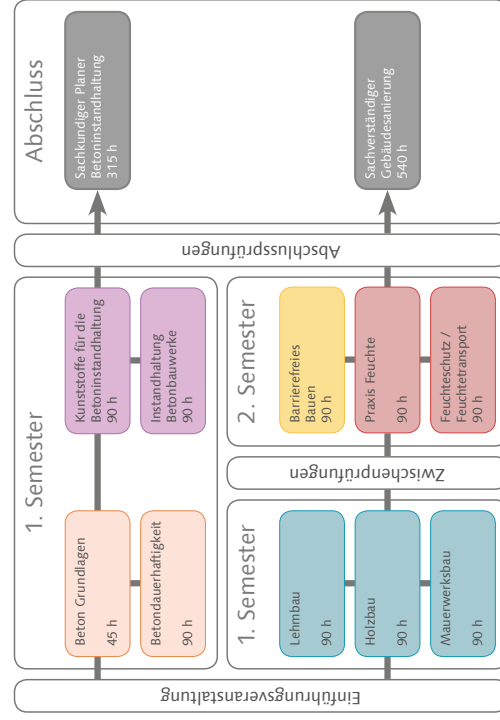 Einführungsveranstaltung
1. Semester
Beton Grundlagen
45 h
Betondauerhaftigkeit
90 h
Kunststoffe für die
Betoninstandhaltung
90 h
Instandhaltung
Betonbauwerke
90 h
1. Semester
Lehmbau
90 h
Holzbau
90 h
Mauerwerksbau
90 h
Zwischenprüfungen
2. Semester
Barrierefreies
Bauen
90 h
Praxis Feuchte
90 h
Feuchteschutz /
Feuchtetransport
90 h
Abschlussprüfungen
Abschluss
Sachkundiger Planer
Betoninstandhaltung
315 h
Sachverständiger
Gebäudesanierung
540 h